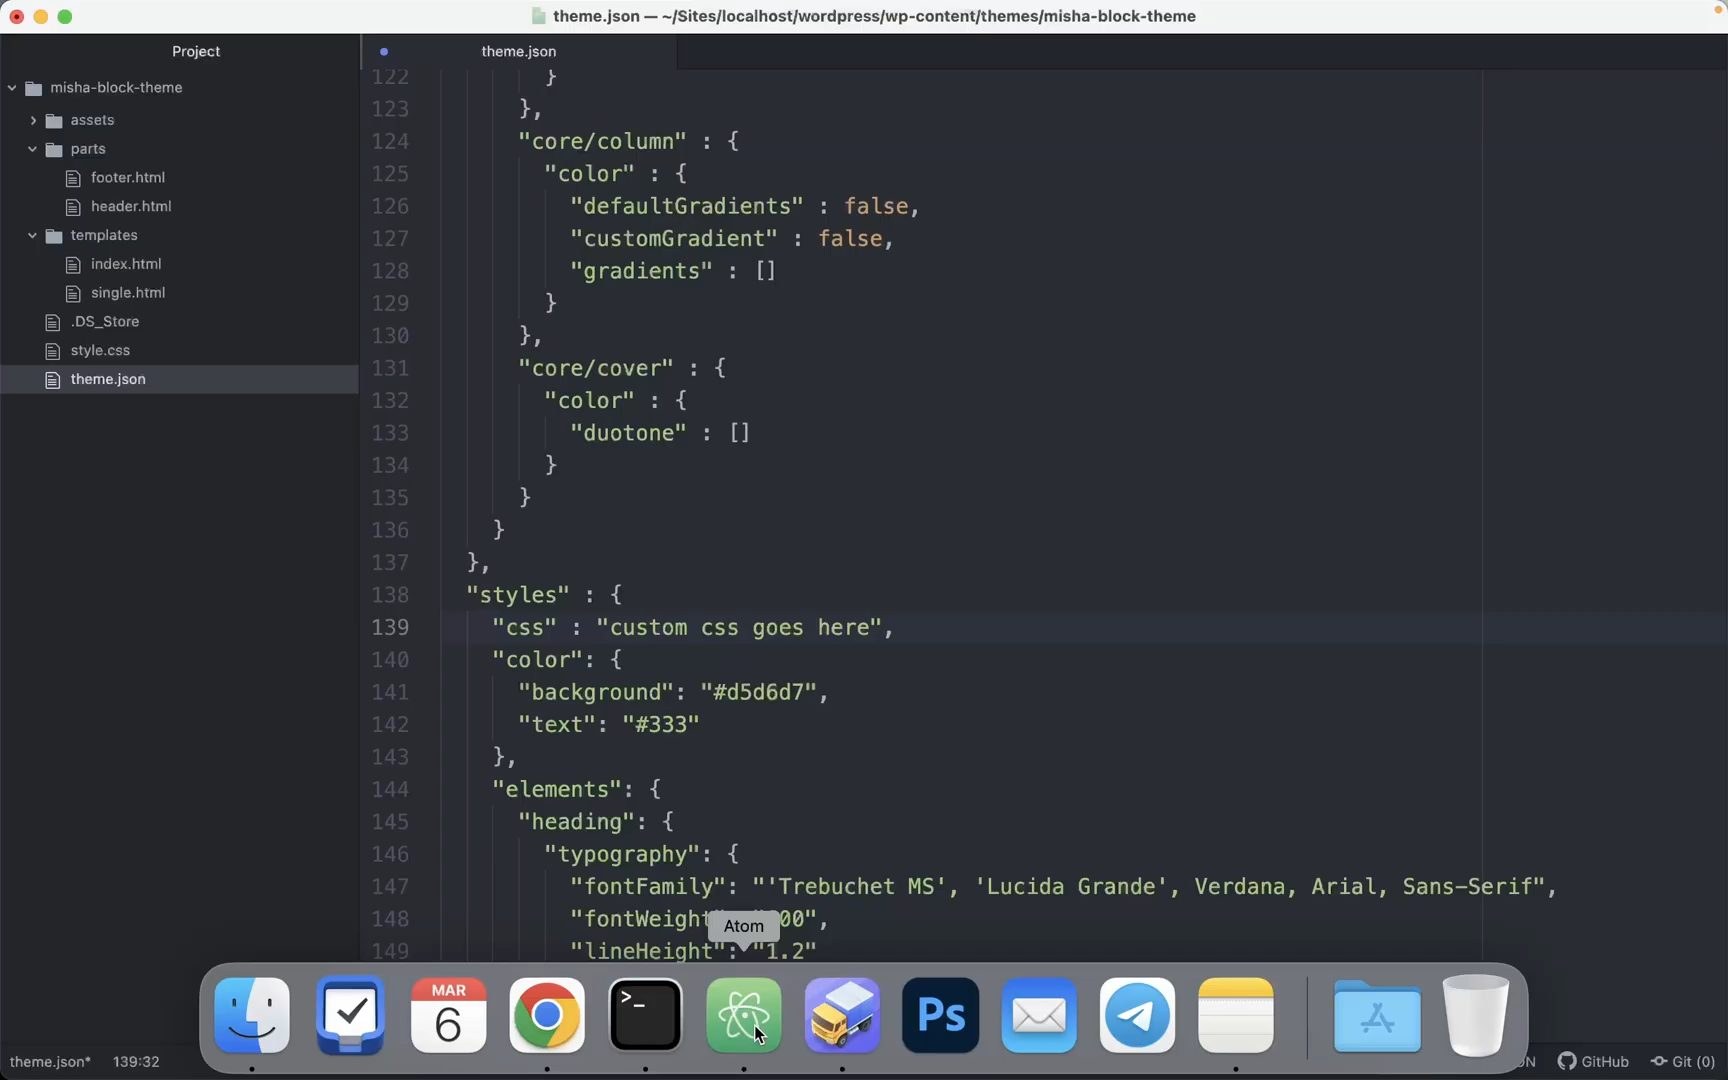 theme.json — ~/Sites/localhost/wordpress/wp-content/themes/misha-block-theme
Project
misha-block-theme
assets
parts
footer.html
header.html
templates
index.html
single.html
.DS_Store
style.css
theme.json
theme.json
122 }
123 },
124 "core/column" : {
125 "color" : {
126 "defaultGradients" : false,
127 "customGradient" : false,
128 "gradients" : []
129 }
130 },
131 "core/cover" : {
132 "color" : {
133 "duotone" : []
134 }
135 }
136 }
137 },
138 "styles" : {
139 "css" : "custom css goes here",
140 "color": {
141 "background": "#d5d6d7",
142 "text": "#333"
143 },
144 "elements": {
145 "heading": {
146 "typography": {
147 "fontFamily": "'Trebuchet MS', 'Lucida Grande', Verdana, Arial, Sans-Serif",
148 "fontWeight 00",
149 "lineHeight": "1.2"
Atom
MAR
6
>_
Ps
theme.json* 139:32
GitHub
Git (0)